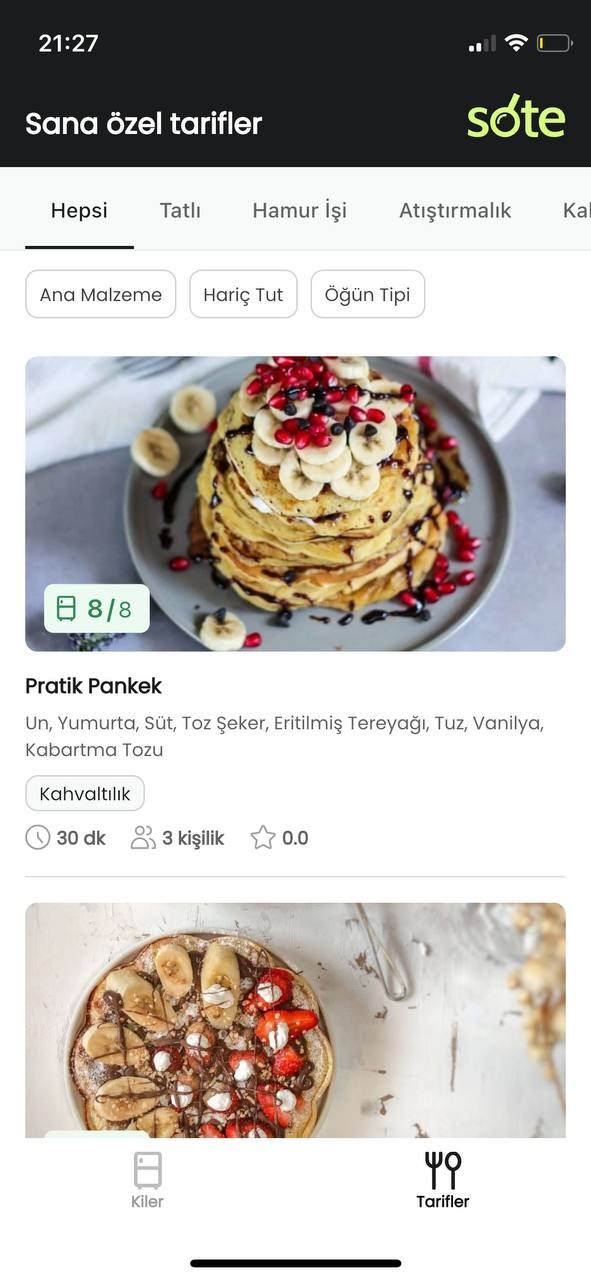 21:27
Sana özel tarifler
sote
Hepsi
Tatlı
Hamur İşi
Atıştırmalık
Ana Malzeme
Hariç Tut
Öğün Tipi
8/8
Pratik Pankek
Un, Yumurta, Süt, Toz Şeker, Eritilmiş Tereyağı, Tuz, Vanilya,
Kabartma Tozu
Kahvaltılık
30 dk
3 kişilik
0.0
Kiler
Tarifler